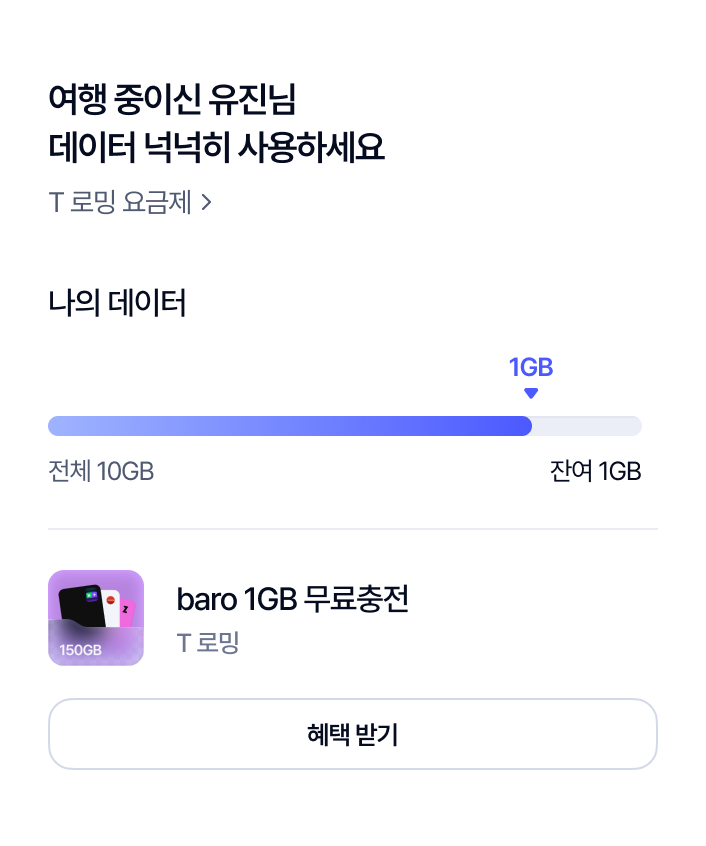 여행 중이신 유진님
데이터 넉넉히 사용하세요
T 로밍 요금제 >
나의 데이터
1GB
전체 10GB
잔여 1GB
150GB
baro 1GB 무료충전
T 로밍
혜택 받기